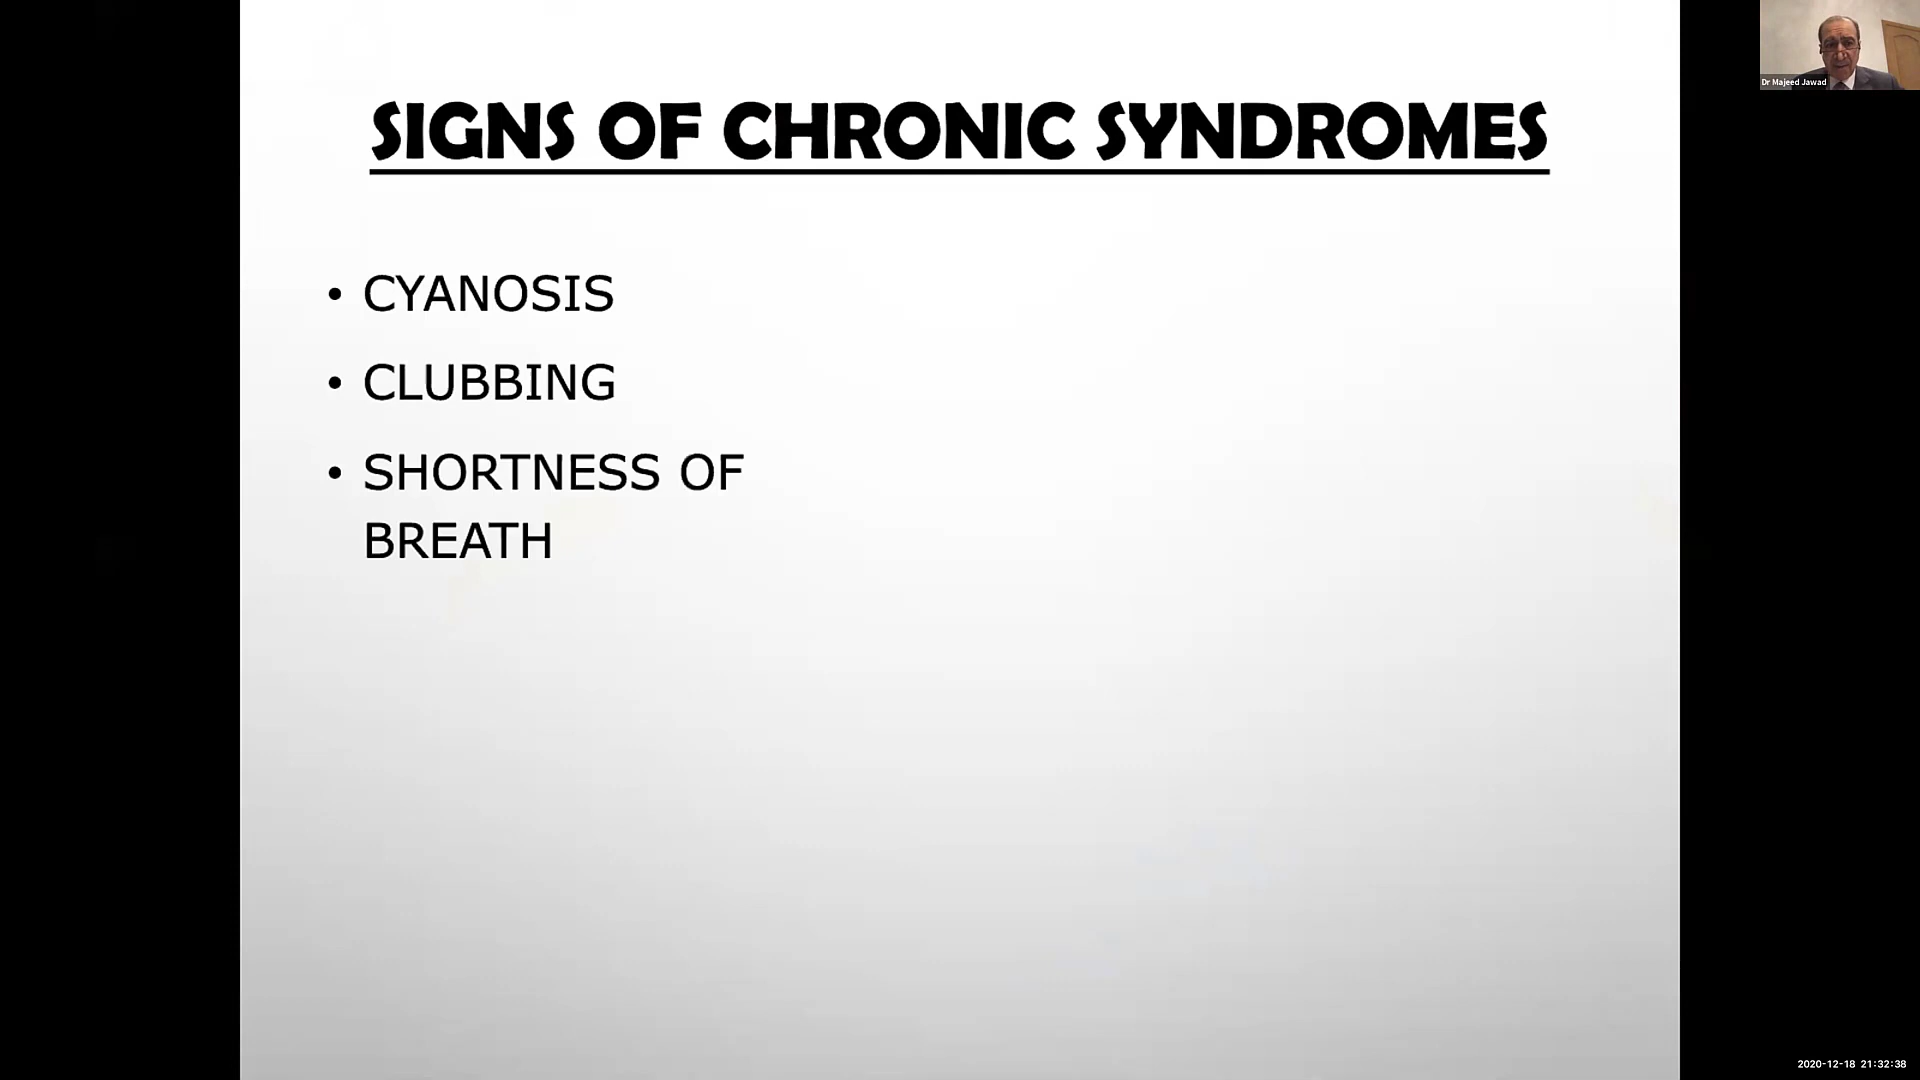 SIGNS OF CHRONIC SYNDROMES
• CYANOSIS
• CLUBBING
• SHORTNESS OF
BREATH
Dr Majeed Jawad
2020-12-18 21:32:38